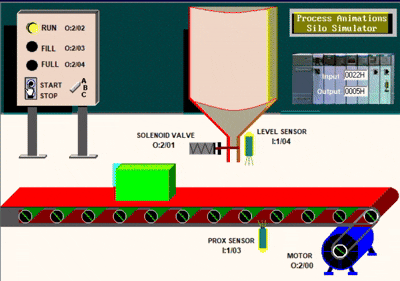 RUN O:2/02
FILL O:2/03
FULL O:2/04
START
STOP
A
B
C
Process Animations
Silo Simulator
Input 0022H
Output 0005H
SOLENOID VALVE
O:2/01
LEVEL SENSOR
I:1/04
PROX SENSOR
I:1/03
MOTOR
O:2/00